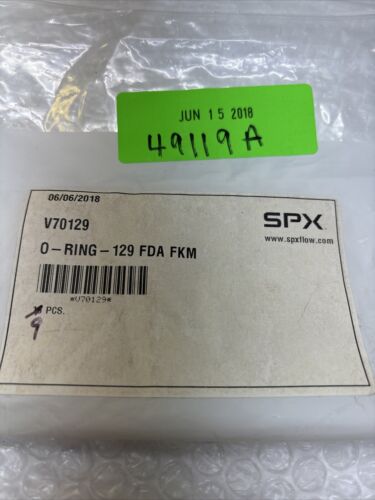 JUN 15 2018
49119A
06/06/2018
V70129
SPX
www.spxflow.com
O-RING-129 FDA FKM
*V70129*
PCS.
9